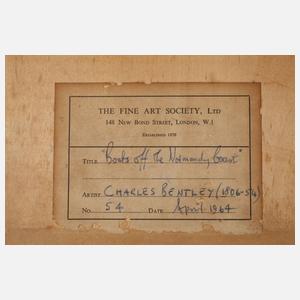 THE FINE ART SOCIETY, LTD
148 NEW BOND STREET, LONDON, W.1
ESTABLISHED 1876
TITLE "Boats off the Normandy Coast"
ARTIST CHARLES BENTLEY (1806-54)
No. 54 DATE April 1964